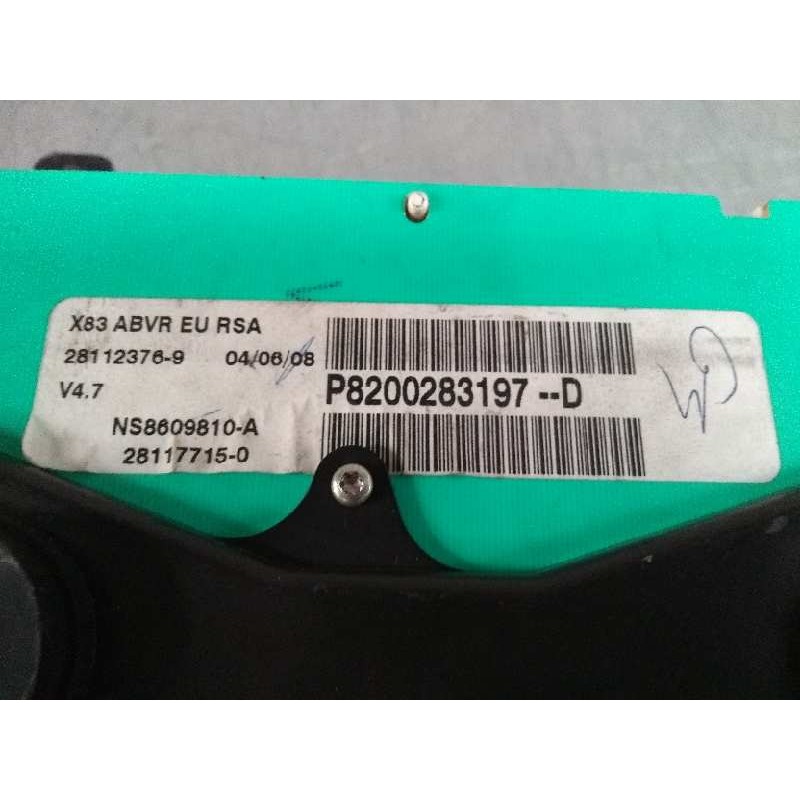 X83 ABVR EU RSA
28112376-9 04/06/08
V4.7
P8200283197 --D
NS8609810-A
28117715-0